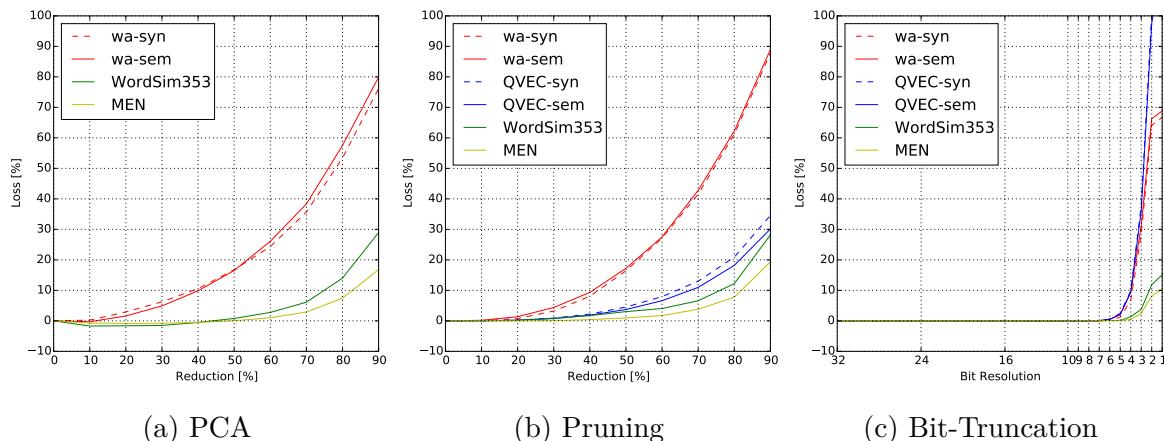 100
90
80
70
60
50
40
30
20
10
0
−10
Loss [%]
wa-syn
wa-sem
WordSim353
MEN
0 10 20 30 40 50 60 70 80 90
Reduction [%]
(a) PCA
100
90
80
70
60
50
40
30
20
10
0
−10
Loss [%]
wa-syn
wa-sem
QVEC-syn
QVEC-sem
WordSim353
MEN
0 10 20 30 40 50 60 70 80 90
Reduction [%]
(b) Pruning
100
90
80
70
60
50
40
30
20
10
0
−10
Loss [%]
wa-syn
wa-sem
QVEC-syn
QVEC-sem
WordSim353
MEN
32 24 16 10 9 8 7 6 5 4 3 2 1
Bit Resolution
(c) Bit-Truncation